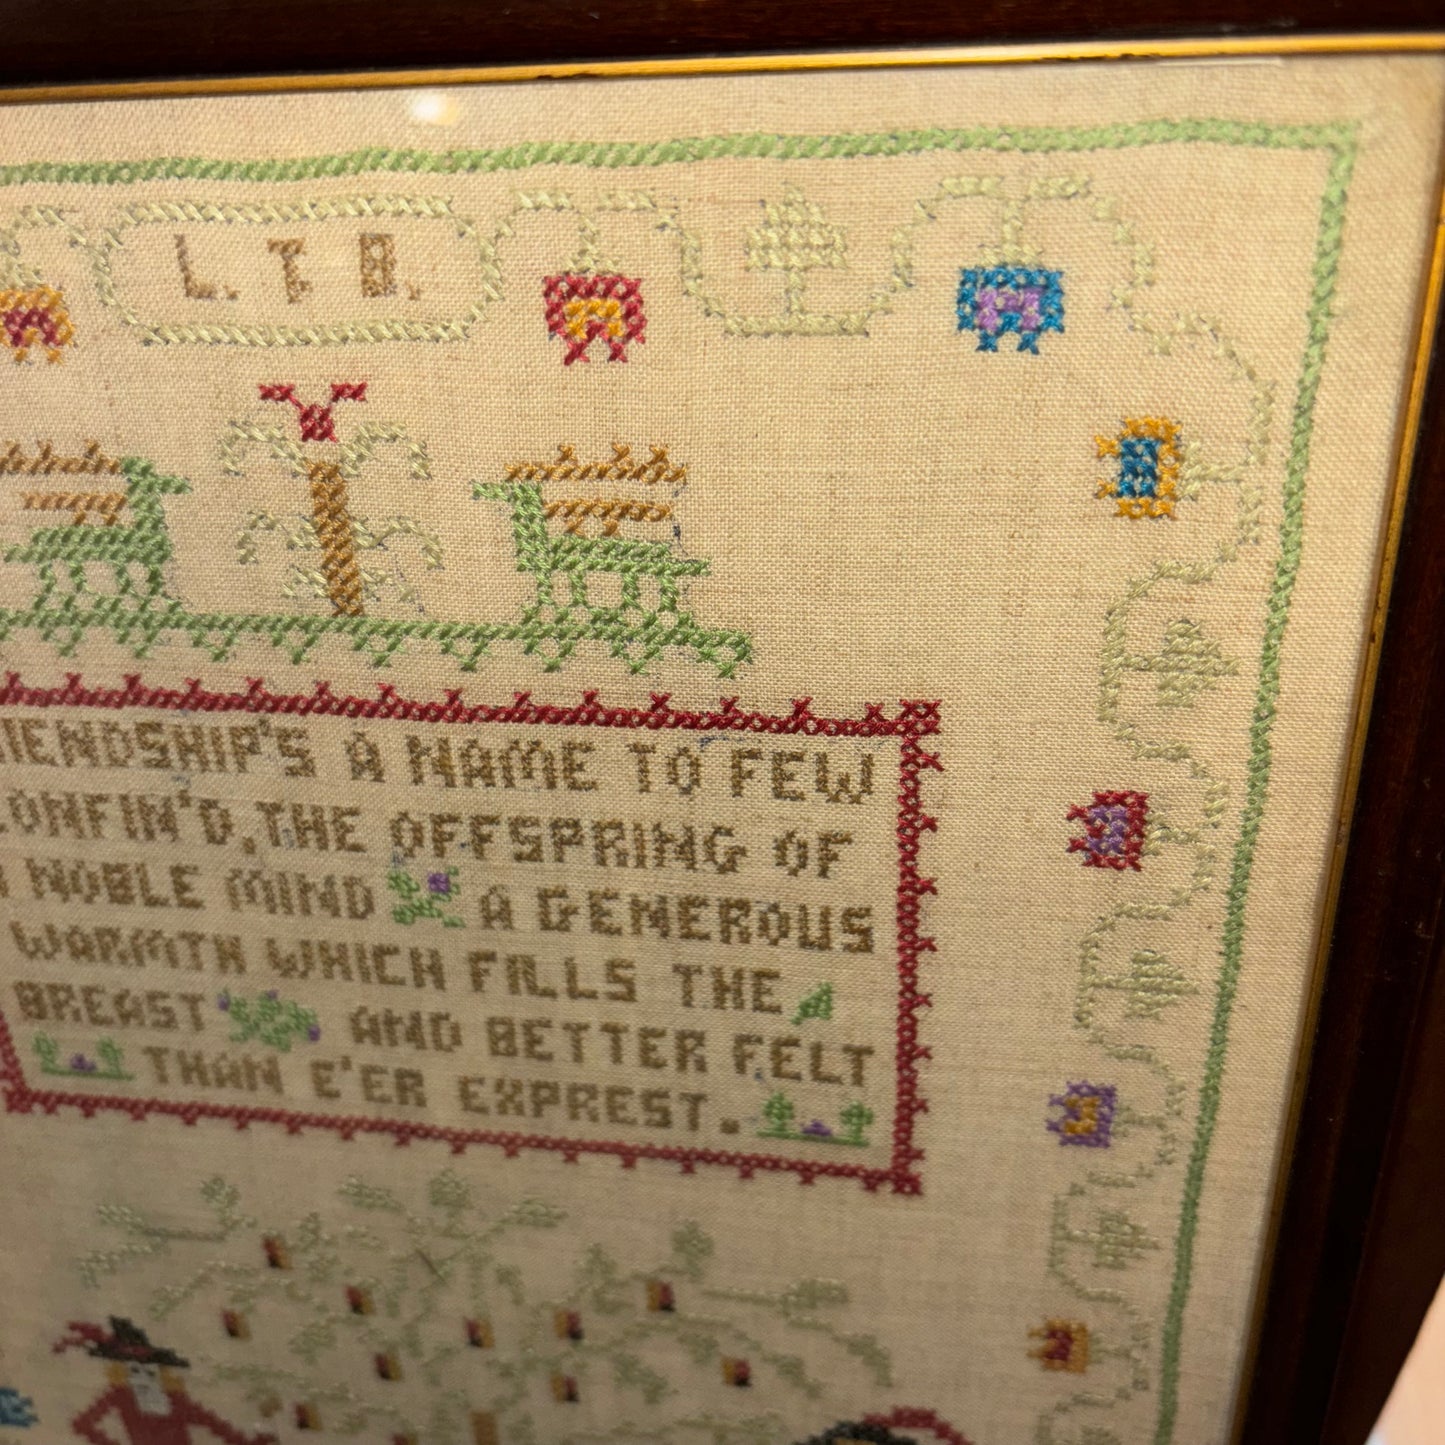 L. T. B.
IENDSHIP'S A NAME TO FEW
CONFIN'D, THE OFFSPRING OF
NOBLE MIND A GENEROUS
WARMTH WHICH FILLS THE
BREAST AND BETTER FELT
THAN E'ER EXPREST.